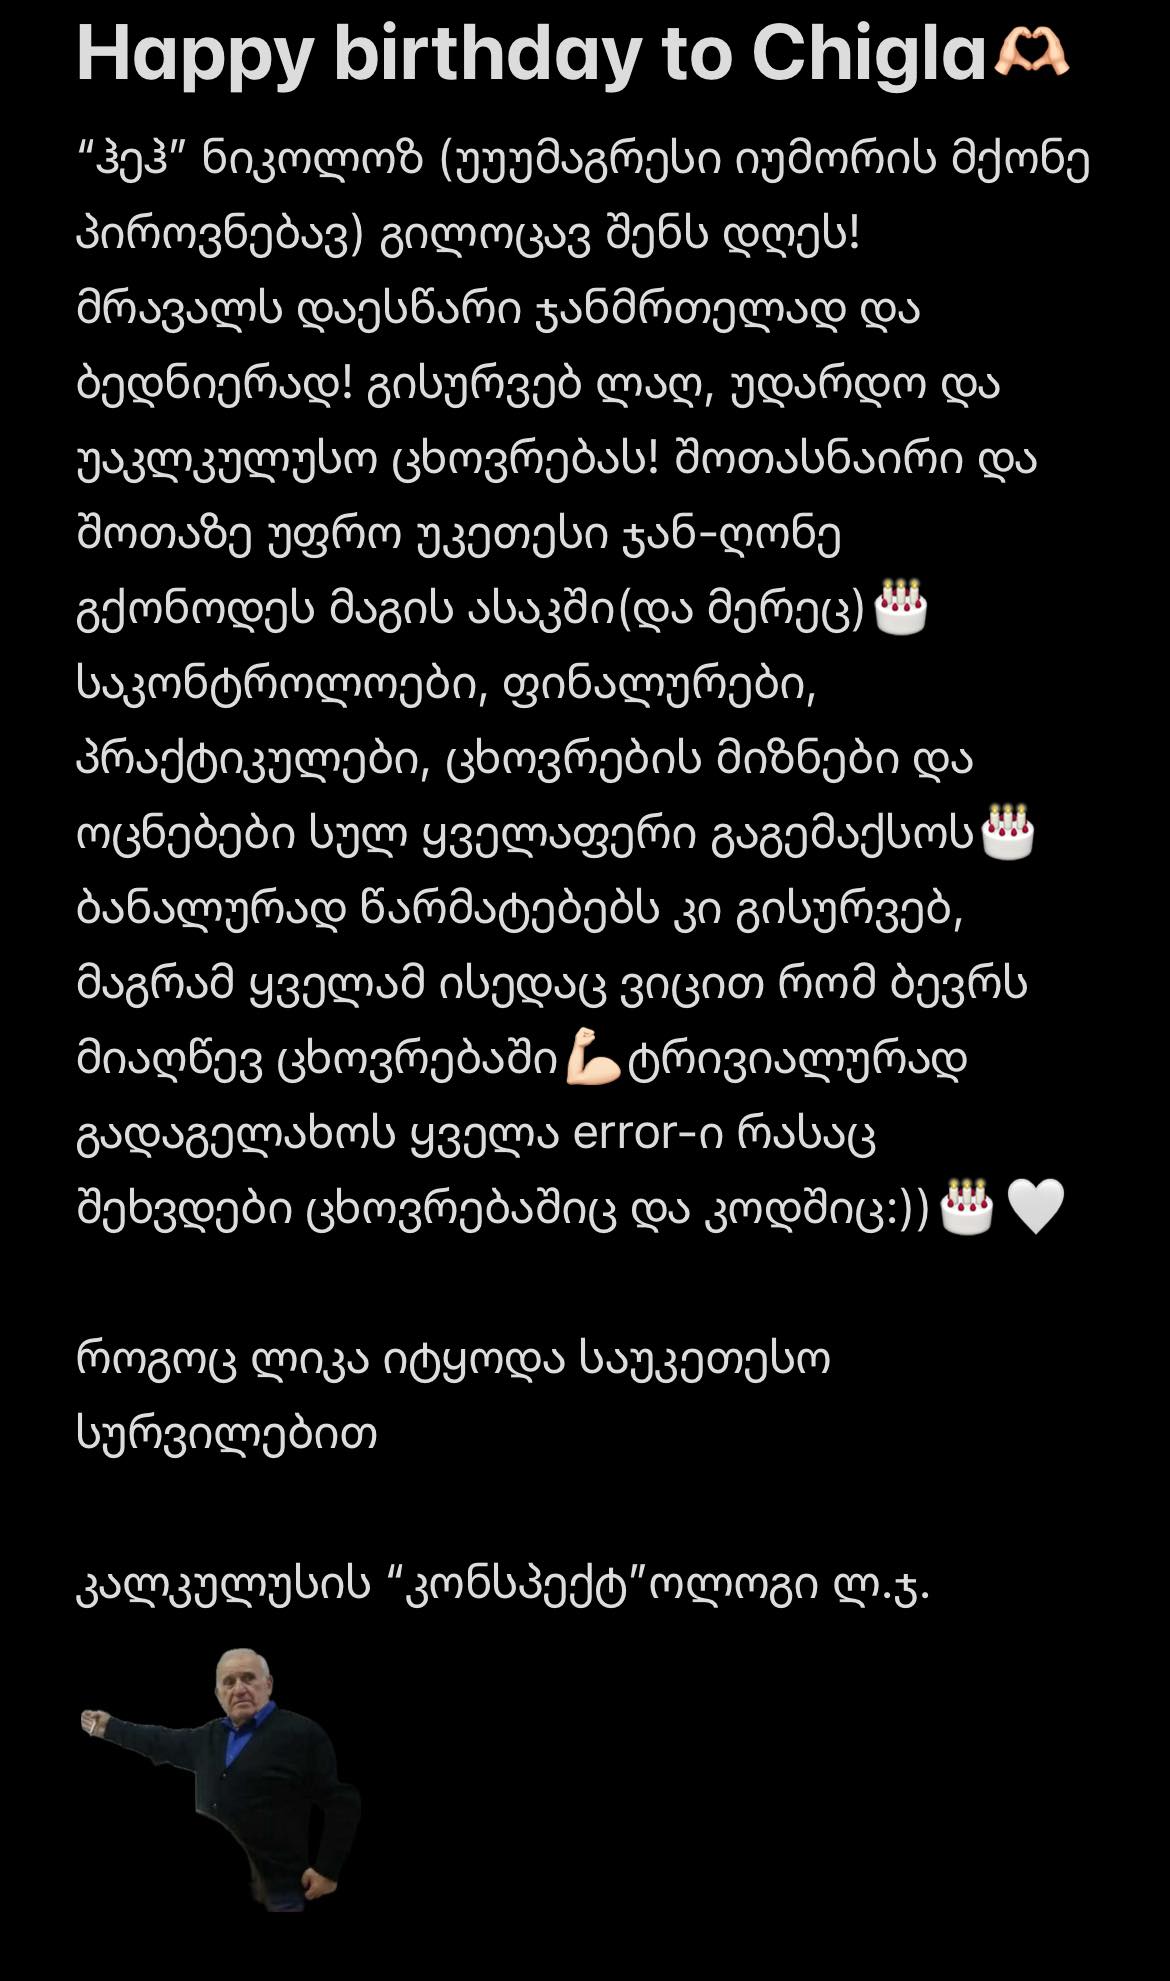 Happy birthday to Chigla🫶🏻
“ჰეჰ” ნიკოლოზ (უუუმაგრესი იუმორის მქონე
პიროვნებავ) გილოცავ შენს დღეს!
მრავალს დაესწარი ჯანმრთელად და
ბედნიერად! გისურვებ ლაღ, უდარდო და
უაკლკულუსო ცხოვრებას! შოთასნაირი და
შოთაზე უფრო უკეთესი ჯან-ღონე
გქონოდეს მაგის ასაკში(და მერეც)🎂
საკონტროლოები, ფინალურები,
პრაქტიკულები, ცხოვრების მიზნები და
ოცნებები სულ ყველაფერი გაგემაქსოს🎂
ბანალურად წარმატებებს კი გისურვებ,
მაგრამ ყველამ ისედაც ვიცით რომ ბევრს
მიაღწევ ცხოვრებაში💪🏻ტრივიალურად
გადაგელახოს ყველა error-ი რასაც
შეხვდები ცხოვრებაშიც და კოდშიც:))🎂🤍
როგოც ლიკა იტყოდა საუკეთესო
სურვილებით
კალკულუსის “კონსპექტ”ოლოგი ლ.ჯ.